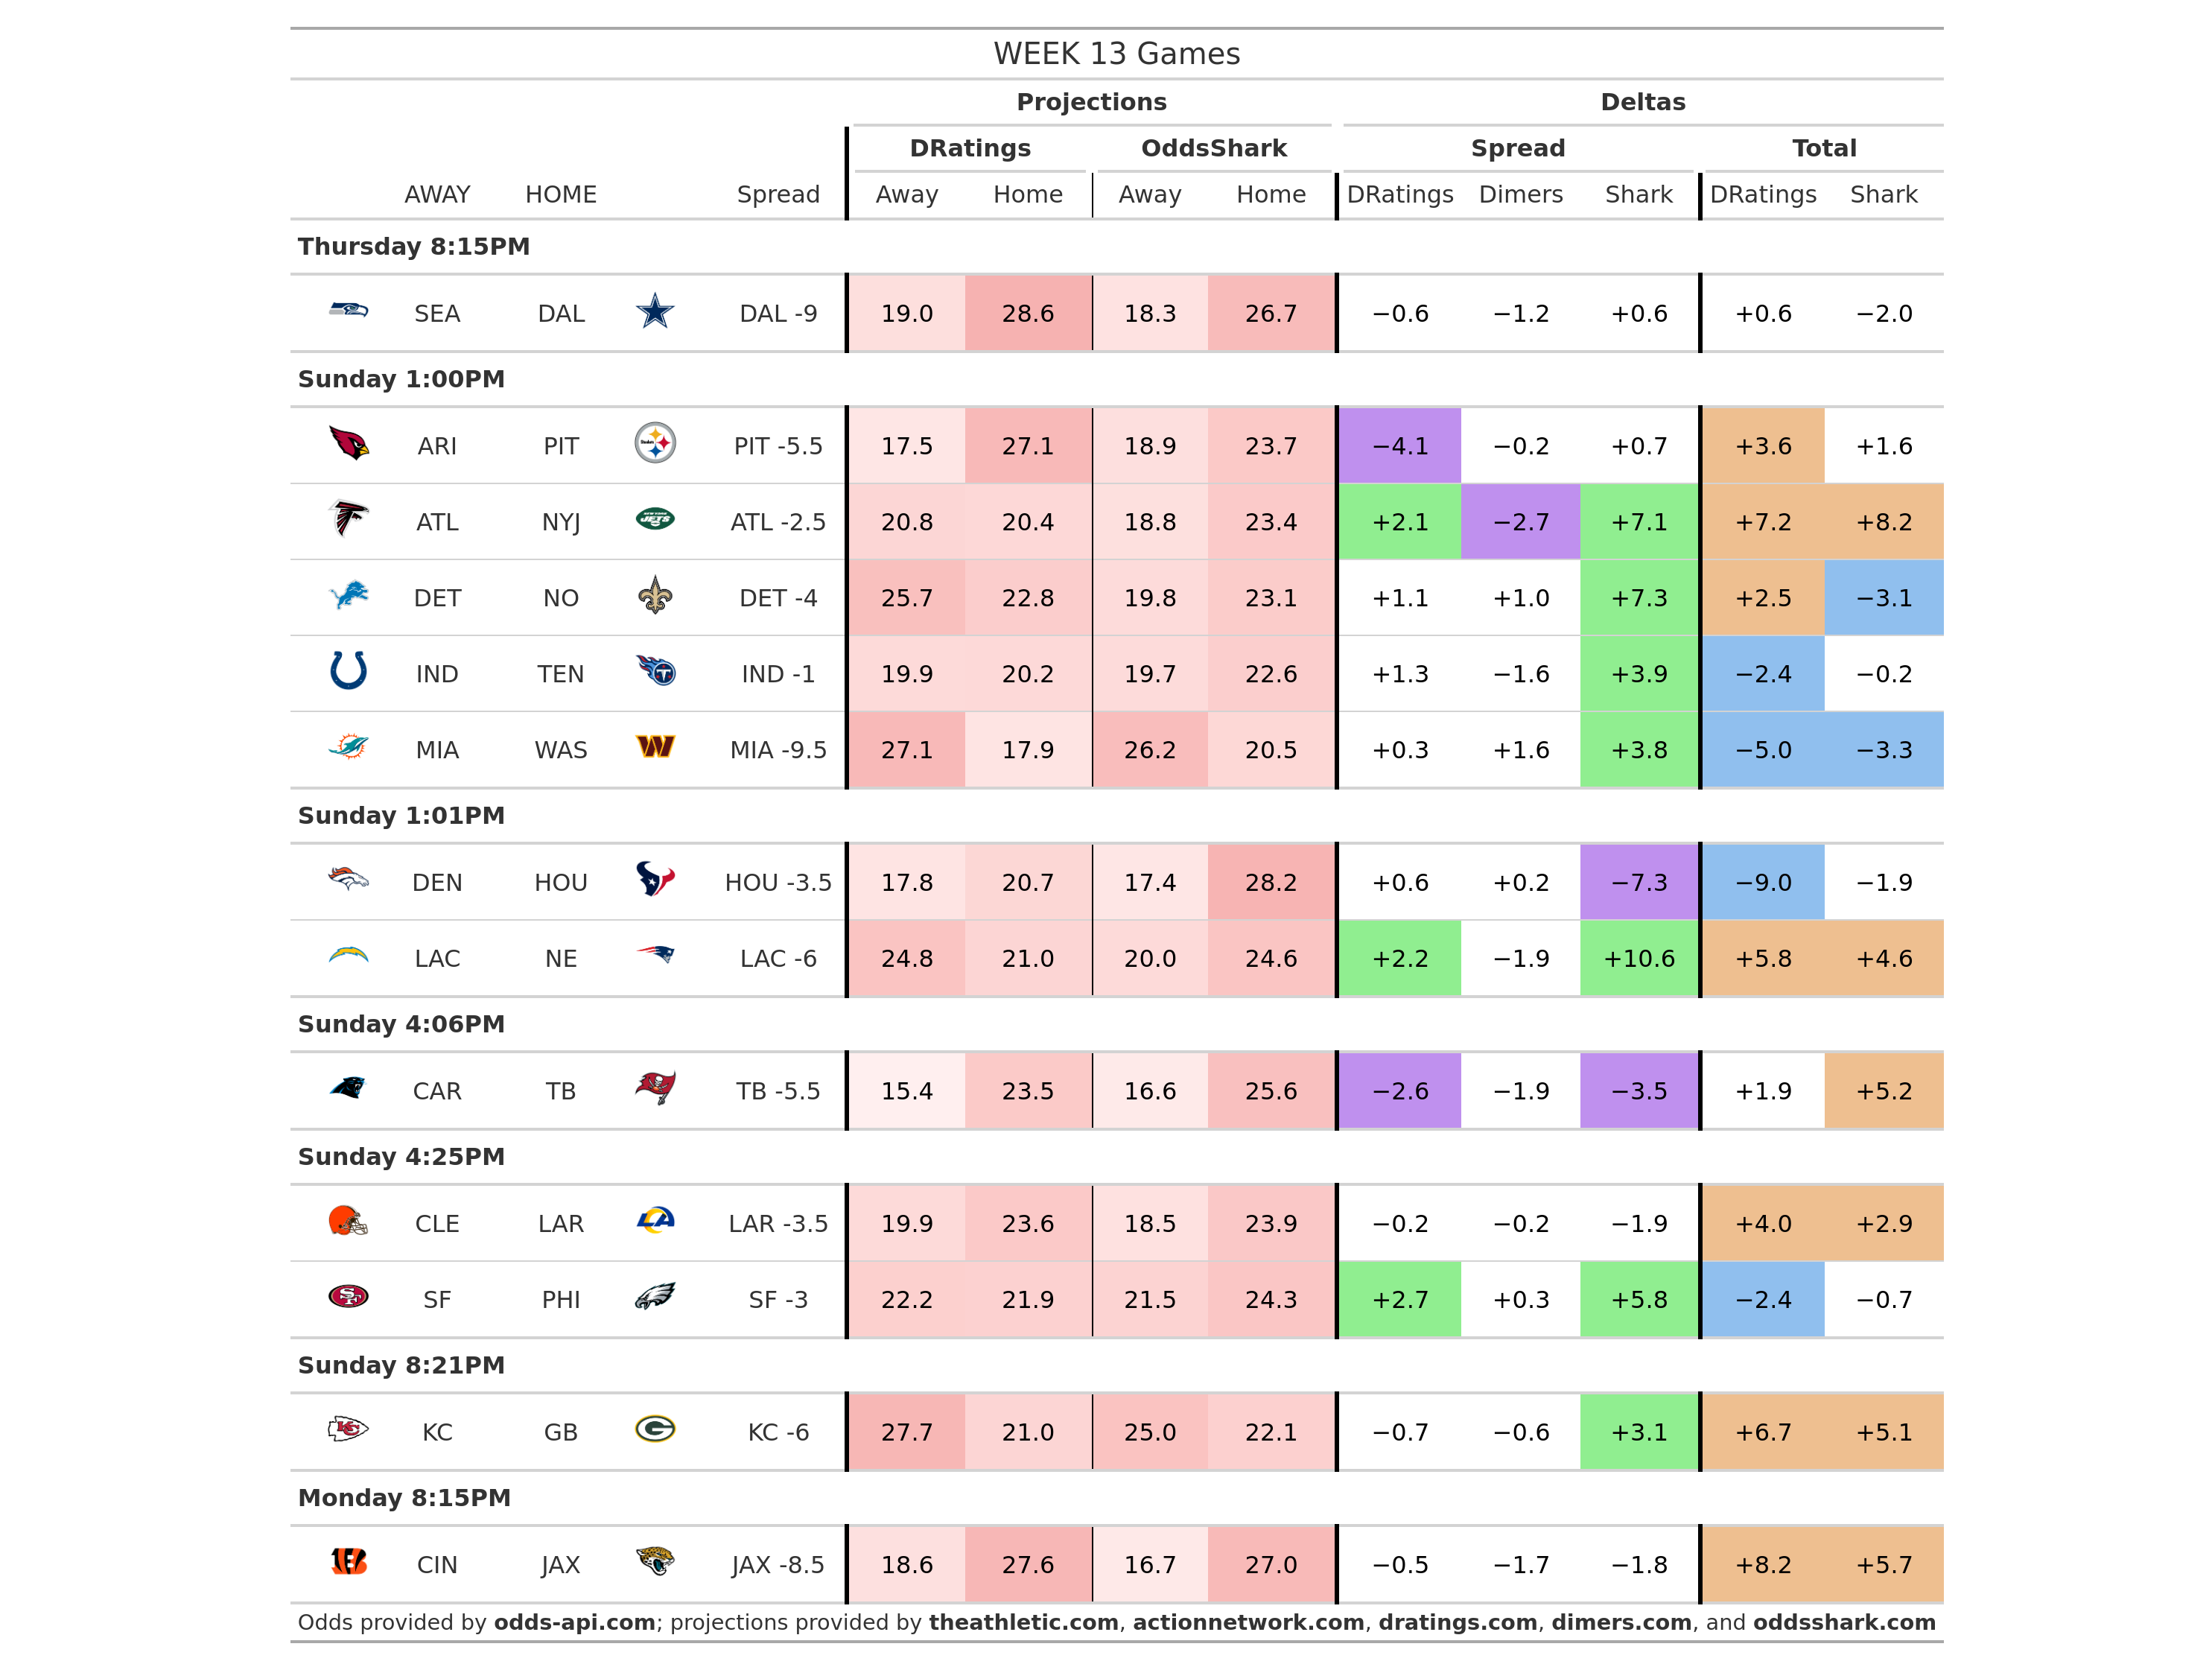 WEEK 13 Games
Projections Deltas
DRatings OddsShark Spread Total
AWAY HOME Spread Away Home Away Home DRatings Dimers Shark DRatings Shark
Thursday 8:15PM
SEA DAL DAL -9 19.0 28.6 18.3 26.7 −0.6 −1.2 +0.6 +0.6 −2.0
Sunday 1:00PM
ARI PIT PIT -5.5 17.5 27.1 18.9 23.7 −4.1 −0.2 +0.7 +3.6 +1.6
ATL NYJ ATL -2.5 20.8 20.4 18.8 23.4 +2.1 −2.7 +7.1 +7.2 +8.2
DET NO DET -4 25.7 22.8 19.8 23.1 +1.1 +1.0 +7.3 +2.5 −3.1
IND TEN IND -1 19.9 20.2 19.7 22.6 +1.3 −1.6 +3.9 −2.4 −0.2
MIA WAS MIA -9.5 27.1 17.9 26.2 20.5 +0.3 +1.6 +3.8 −5.0 −3.3
Sunday 1:01PM
DEN HOU HOU -3.5 17.8 20.7 17.4 28.2 +0.6 +0.2 −7.3 −9.0 −1.9
LAC NE LAC -6 24.8 21.0 20.0 24.6 +2.2 −1.9 +10.6 +5.8 +4.6
Sunday 4:06PM
CAR TB TB -5.5 15.4 23.5 16.6 25.6 −2.6 −1.9 −3.5 +1.9 +5.2
Sunday 4:25PM
CLE LAR LAR -3.5 19.9 23.6 18.5 23.9 −0.2 −0.2 −1.9 +4.0 +2.9
SF PHI SF -3 22.2 21.9 21.5 24.3 +2.7 +0.3 +5.8 −2.4 −0.7
Sunday 8:21PM
KC GB KC -6 27.7 21.0 25.0 22.1 −0.7 −0.6 +3.1 +6.7 +5.1
Monday 8:15PM
CIN JAX JAX -8.5 18.6 27.6 16.7 27.0 −0.5 −1.7 −1.8 +8.2 +5.7
Odds provided by odds-api.com; projections provided by theathletic.com, actionnetwork.com, dratings.com, dimers.com, and oddsshark.com